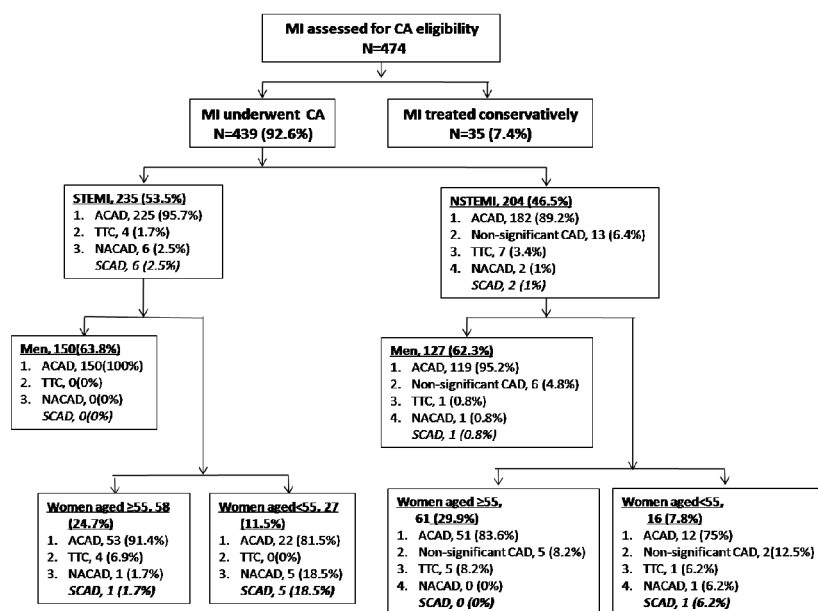 MI assessed for CA eligibility
N=474
MI underwent CA
N=439 (92.6%)
MI treated conservatively
N=35 (7.4%)
STEMI, 235 (53.5%)
1. ACAD, 225 (95.7%)
2. TTC, 4 (1.7%)
3. NACAD, 6 (2.5%)
SCAD, 6 (2.5%)
NSTEMI, 204 (46.5%)
1. ACAD, 182 (89.2%)
2. Non-significant CAD, 13 (6.4%)
3. TTC, 7 (3.4%)
4. NACAD, 2 (1%)
SCAD, 2 (1%)
Men, 150(63.8%)
1. ACAD, 150(100%)
2. TTC, 0(0%)
3. NACAD, 0(0%)
SCAD, 0(0%)
Men, 127 (62.3%)
1. ACAD, 119 (95.2%)
2. Non-significant CAD, 6 (4.8%)
3. TTC, 1 (0.8%)
4. NACAD, 1 (0.8%)
SCAD, 1 (0.8%)
Women aged ≥55, 58
(24.7%)
1. ACAD, 53 (91.4%)
2. TTC, 4 (6.9%)
3. NACAD, 1 (1.7%)
SCAD, 1 (1.7%)
Women aged<55, 27
(11.5%)
1. ACAD, 22 (81.5%)
2. TTC, 0(0%)
3. NACAD, 5 (18.5%)
SCAD, 5 (18.5%)
Women aged ≥55,
61 (29.9%)
1. ACAD, 51 (83.6%)
2. Non-significant CAD, 5 (8.2%)
3. TTC, 5 (8.2%)
4. NACAD, 0 (0%)
SCAD, 0 (0%)
Women aged<55,
16 (7.8%)
1. ACAD, 12 (75%)
2. Non-significant CAD, 2(12.5%)
3. TTC, 1 (6.2%)
4. NACAD, 1 (6.2%)
SCAD, 1 (6.2%)